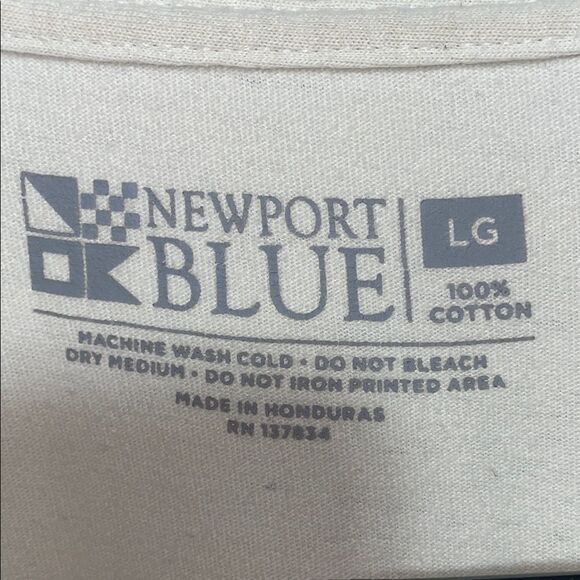 NEWPORT
BLUE
LG
100%
COTTON
MACHINE WASH COLD • DO NOT BLEACH
DRY MEDIUM • DO NOT IRON PRINTED AREA
MADE IN HONDURAS
RN 137834